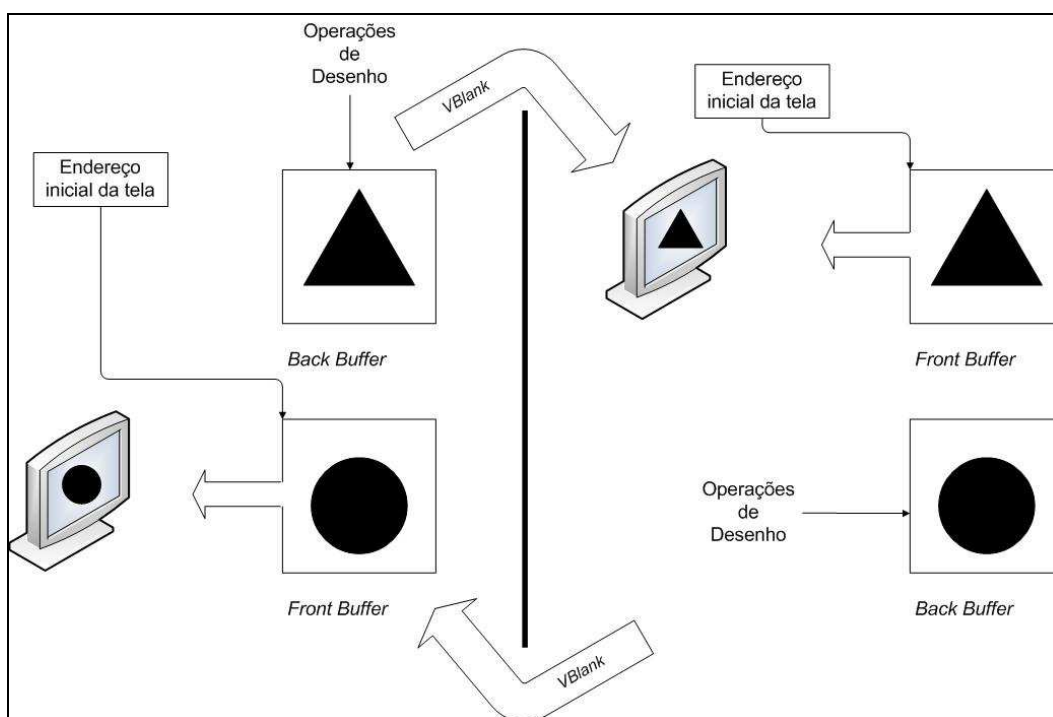 Operações
de
Desenho
VBlank
Endereço
inicial da tela
Endereço
inicial da tela
Back Buffer
Front Buffer
Operações
de
Desenho
Front Buffer
Back Buffer
VBlank